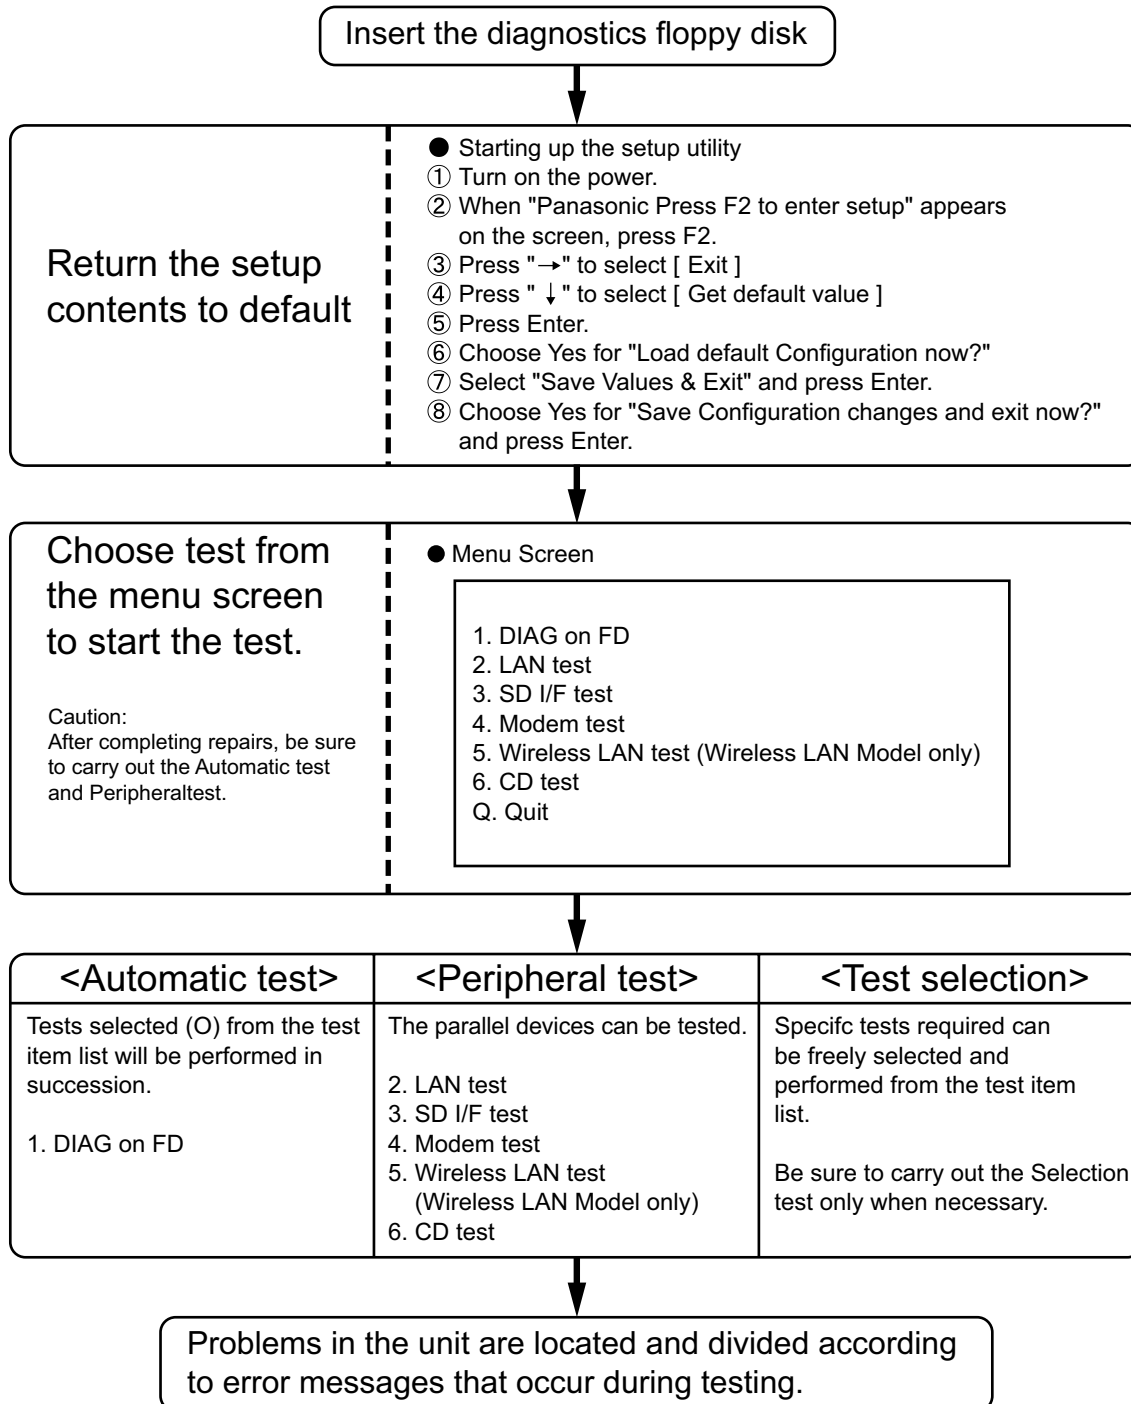 Insert the diagnostics floppy disk
Return the setup
contents to default
● Starting up the setup utility
① Turn on the power.
② When "Panasonic Press F2 to enter setup" appears
on the screen, press F2.
③ Press "→" to select [ Exit ]
④ Press " ↓ " to select [ Get default value ]
⑤ Press Enter.
⑥ Choose Yes for "Load default Configuration now?"
⑦ Select "Save Values & Exit" and press Enter.
⑧ Choose Yes for "Save Configuration changes and exit now?"
and press Enter.
Choose test from
the menu screen
to start the test.
Caution:
After completing repairs, be sure
to carry out the Automatic test
and Peripheraltest.
● Menu Screen
1. DIAG on FD
2. LAN test
3. SD I/F test
4. Modem test
5. Wireless LAN test (Wireless LAN Model only)
6. CD test
Q. Quit
<Automatic test>
Tests selected (O) from the test
item list will be performed in
succession.
1. DIAG on FD
<Peripheral test>
The parallel devices can be tested.
2. LAN test
3. SD I/F test
4. Modem test
5. Wireless LAN test
(Wireless LAN Model only)
6. CD test
<Test selection>
Specifc tests required can
be freely selected and
performed from the test item
list.
Be sure to carry out the Selection
test only when necessary.
Problems in the unit are located and divided according
to error messages that occur during testing.